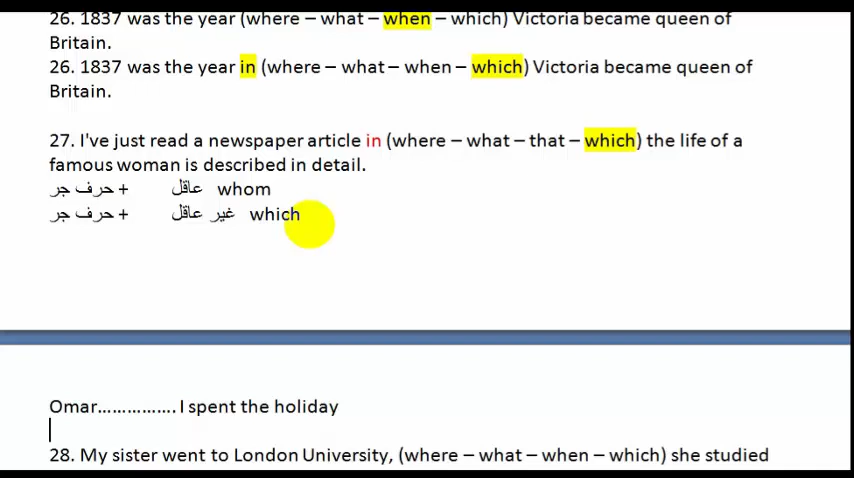 26. 1837 was the year (where – what – when – which) Victoria became queen of
Britain.
26. 1837 was the year in (where – what – when – which) Victoria became queen of
Britain.
27. I've just read a newspaper article in (where – what – that – which) the life of a
famous woman is described in detail.
حرف جر + عاقل whom
حرف جر + غير عاقل which
Omar................ I spent the holiday
28. My sister went to London University, (where – what – when – which) she studied